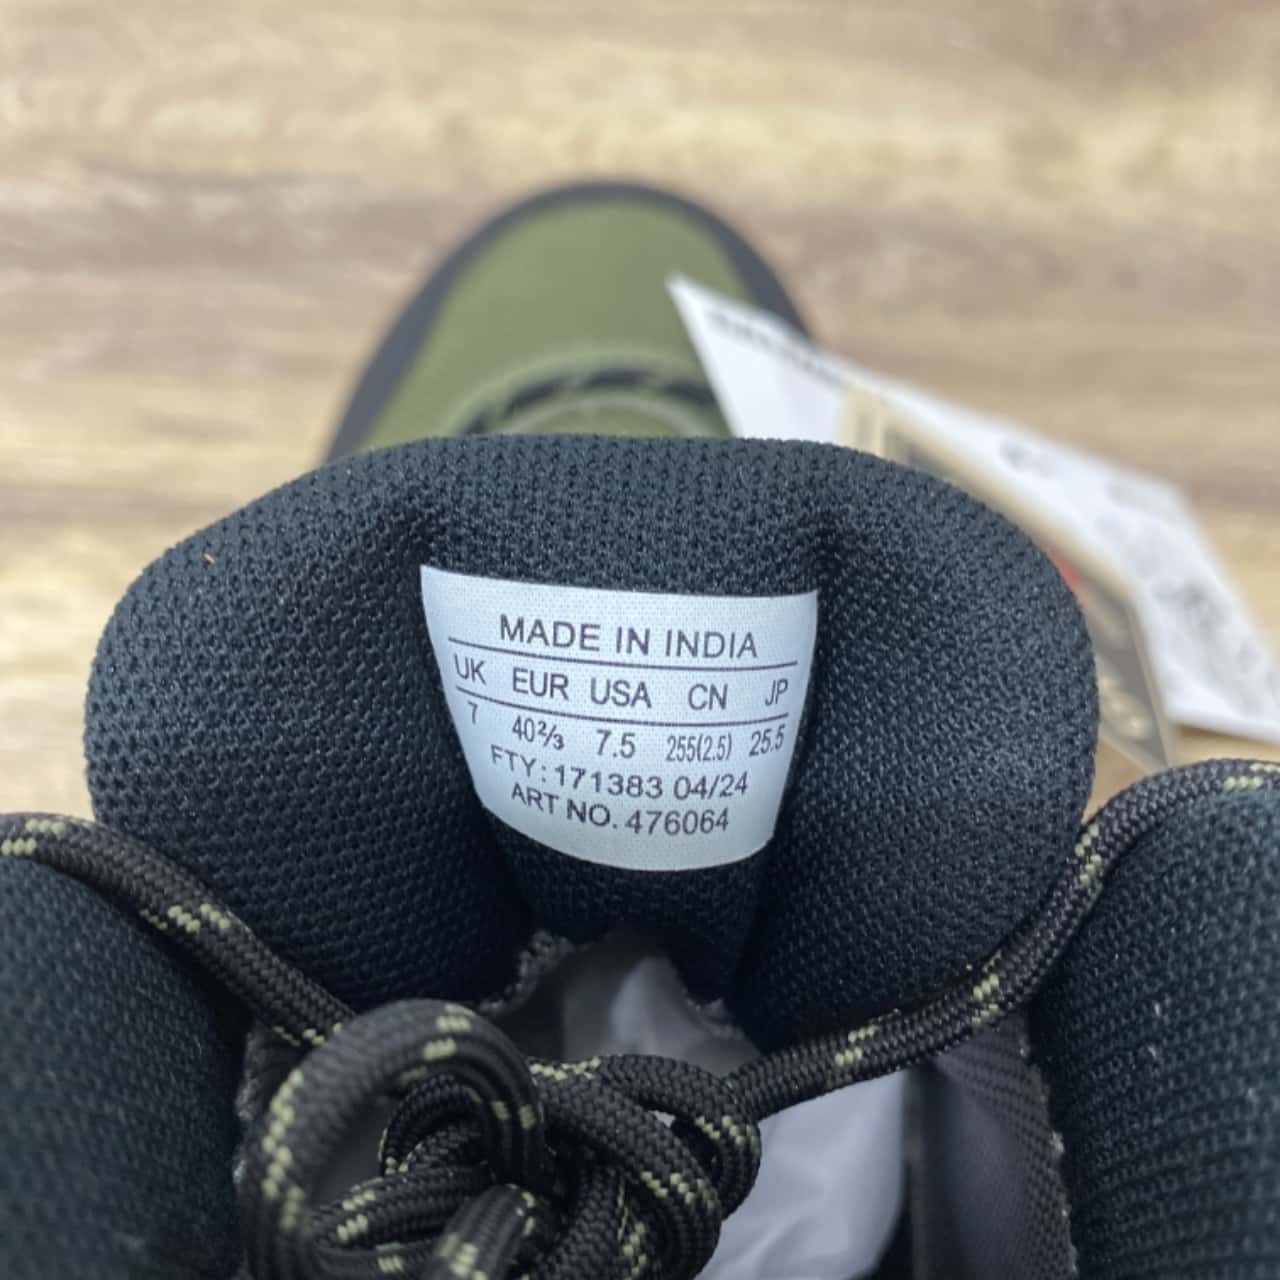 MADE IN INDIA
UK EUR USA CN JP
7 40⅔ 7.5 255(2.5) 25.5
FTY: 171383 04/24
ART NO. 476064